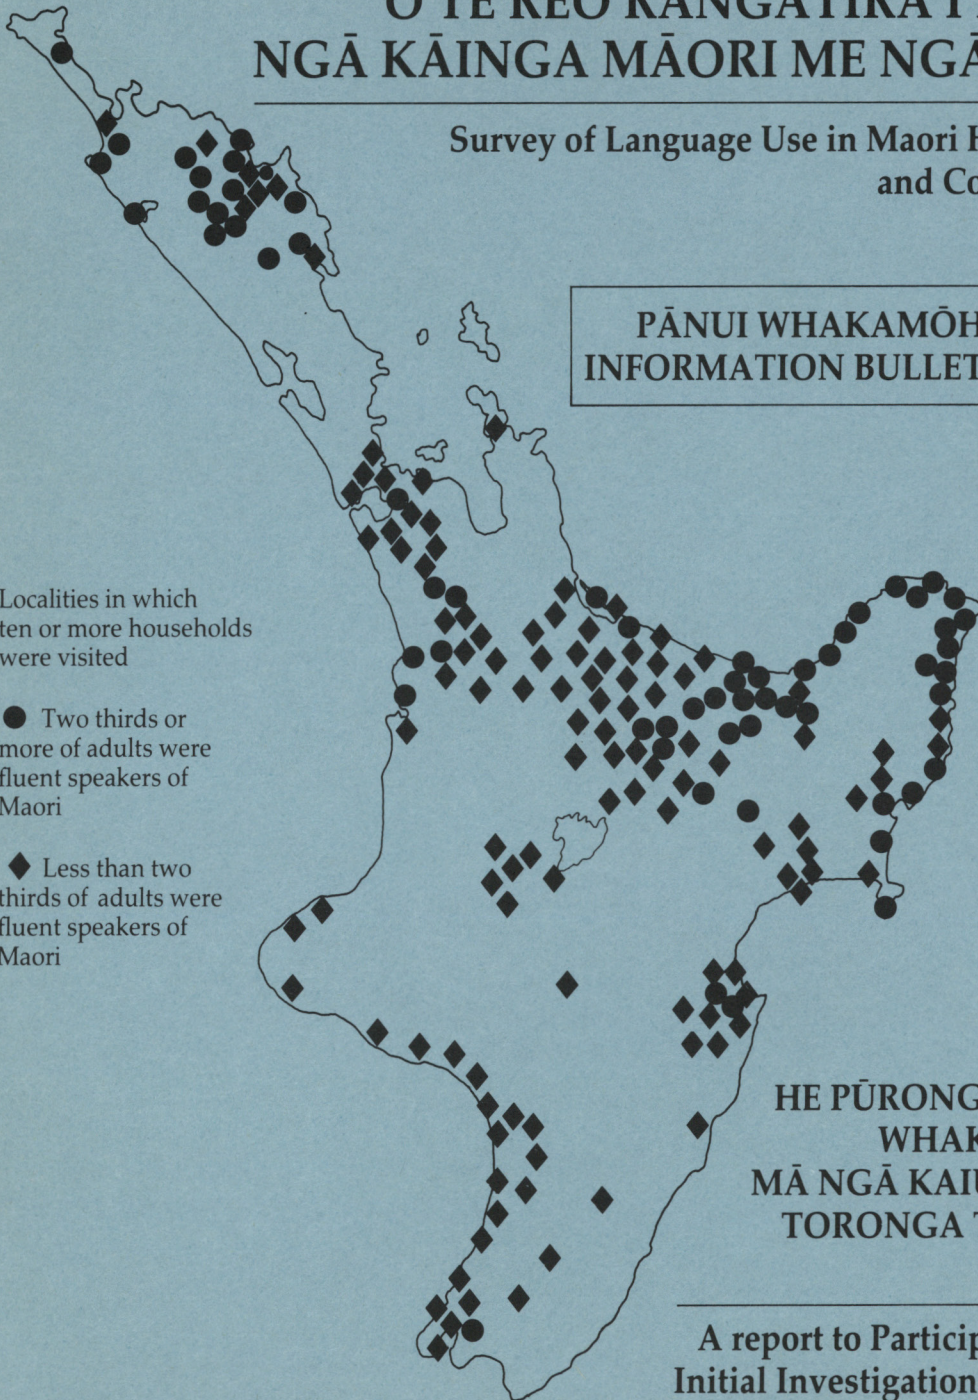 O TE REO RANGATIRA I
NGĀ KĀINGA MĀORI ME NGĀ
Survey of Language Use in Maori
and Co
PĀNUI WHAKAMŌH
INFORMATION BULLET
Localities in which
ten or more households
were visited
Two thirds or
more of adults were
fluent speakers of
Maori
Less than two
thirds of adults were
fluent speakers of
Maori
HE PŪRONG
WHAK
MĀ NGĀ KAIU
TORONGA
A report to Particip
Initial Investigation